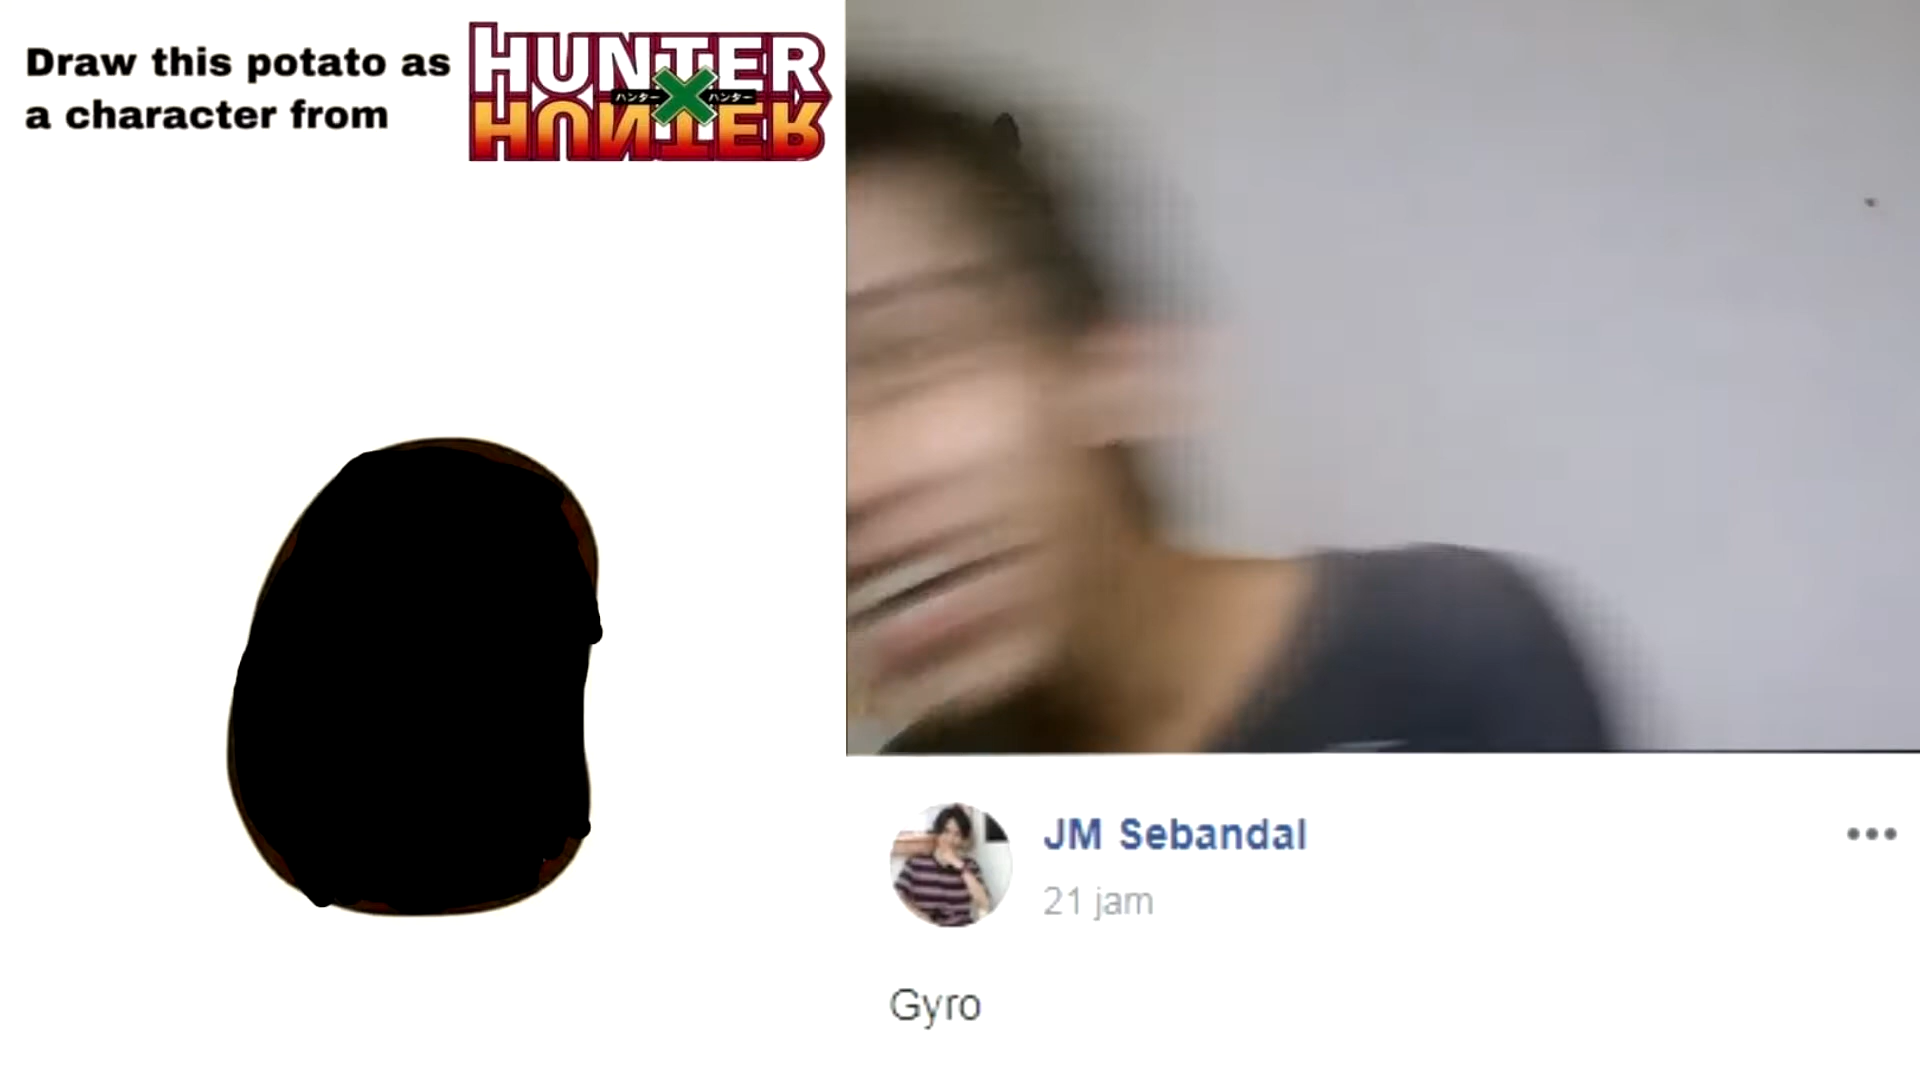 Draw this potato as
a character from
HUNTER
ハンター ハンター
HUNTER
JM Sebandal
21 jam
Gyro